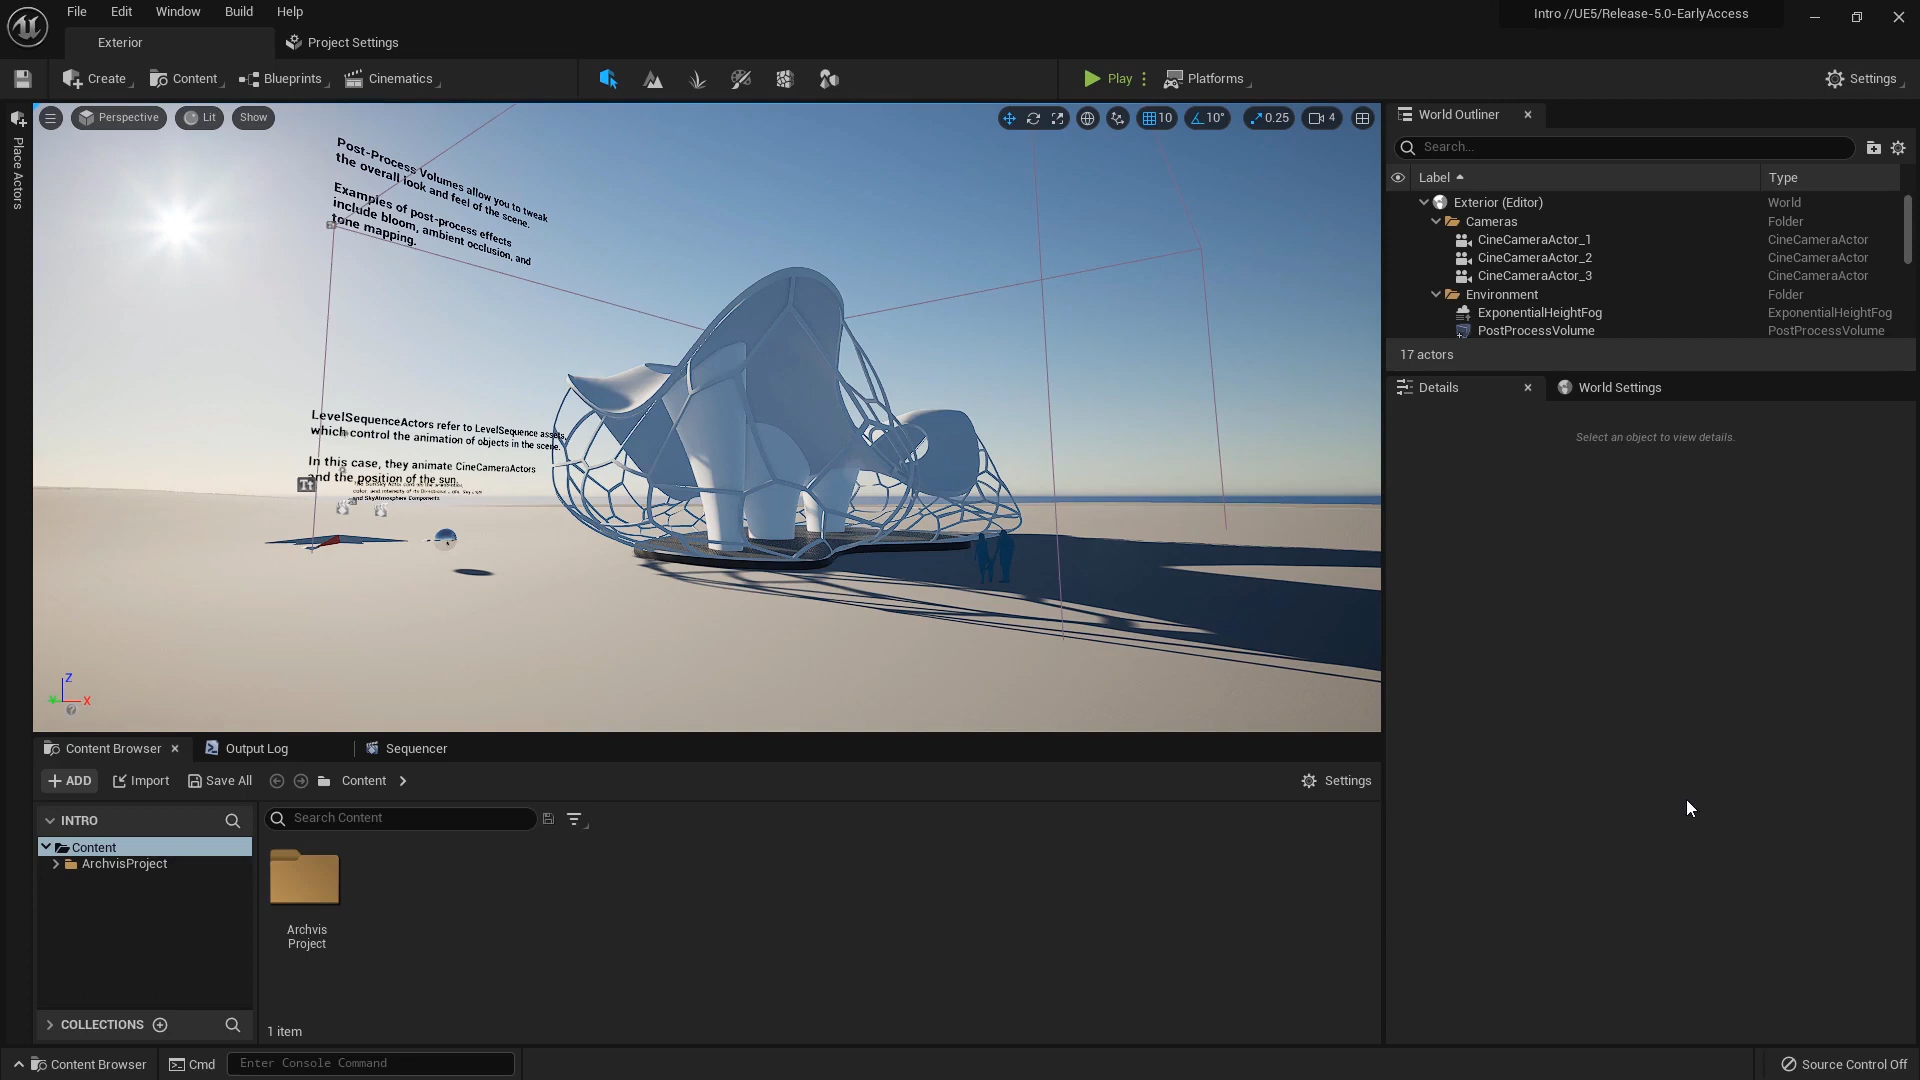 File Edit Window Build Help
Intro //UE5/Release-5.0-EarlyAccess
Exterior
Project Settings
Create
Content
Blueprints
Cinematics
Play
Platforms
Settings
Place Actors
Perspective
Lit
Show
10
10°
0.25
4
Post-Process Volumes allow you to tweak
the overall look and feel of the scene.
Examples of post-process effects
include bloom, ambient occlusion, and
tone mapping.
LevelSequenceActors refer to LevelSequence assets,
which control the animation of objects in the scene.
In this case, they animate CineCameraActors
and the position of the sun.
and SkyAtmosphere Components.
Tt
Z
X
Y
World Outliner
Search...
Label
Type
Exterior (Editor) World
Cameras Folder
CineCameraActor_1 CineCameraActor
CineCameraActor_2 CineCameraActor
CineCameraActor_3 CineCameraActor
Environment Folder
ExponentialHeightFog ExponentialHeightFog
PostProcessVolume PostProcessVolume
17 actors
Details
World Settings
Select an object to view details.
Content Browser
Output Log
Sequencer
ADD
Import
Save All
Content
Settings
INTRO
Search Content
Content
ArchvisProject
Archvis
Project
COLLECTIONS
1 item
Content Browser
Cmd
Enter Console Command
Source Control Off